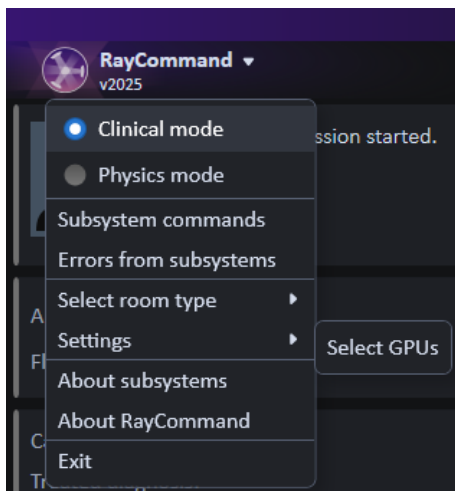 RayCommand
v2025
Clinical mode
ssion started.
Physics mode
Subsystem commands
Errors from subsystems
Select room type
A
Settings
Select GPUs
Fl
About subsystems
About RayCommand
C
Exit